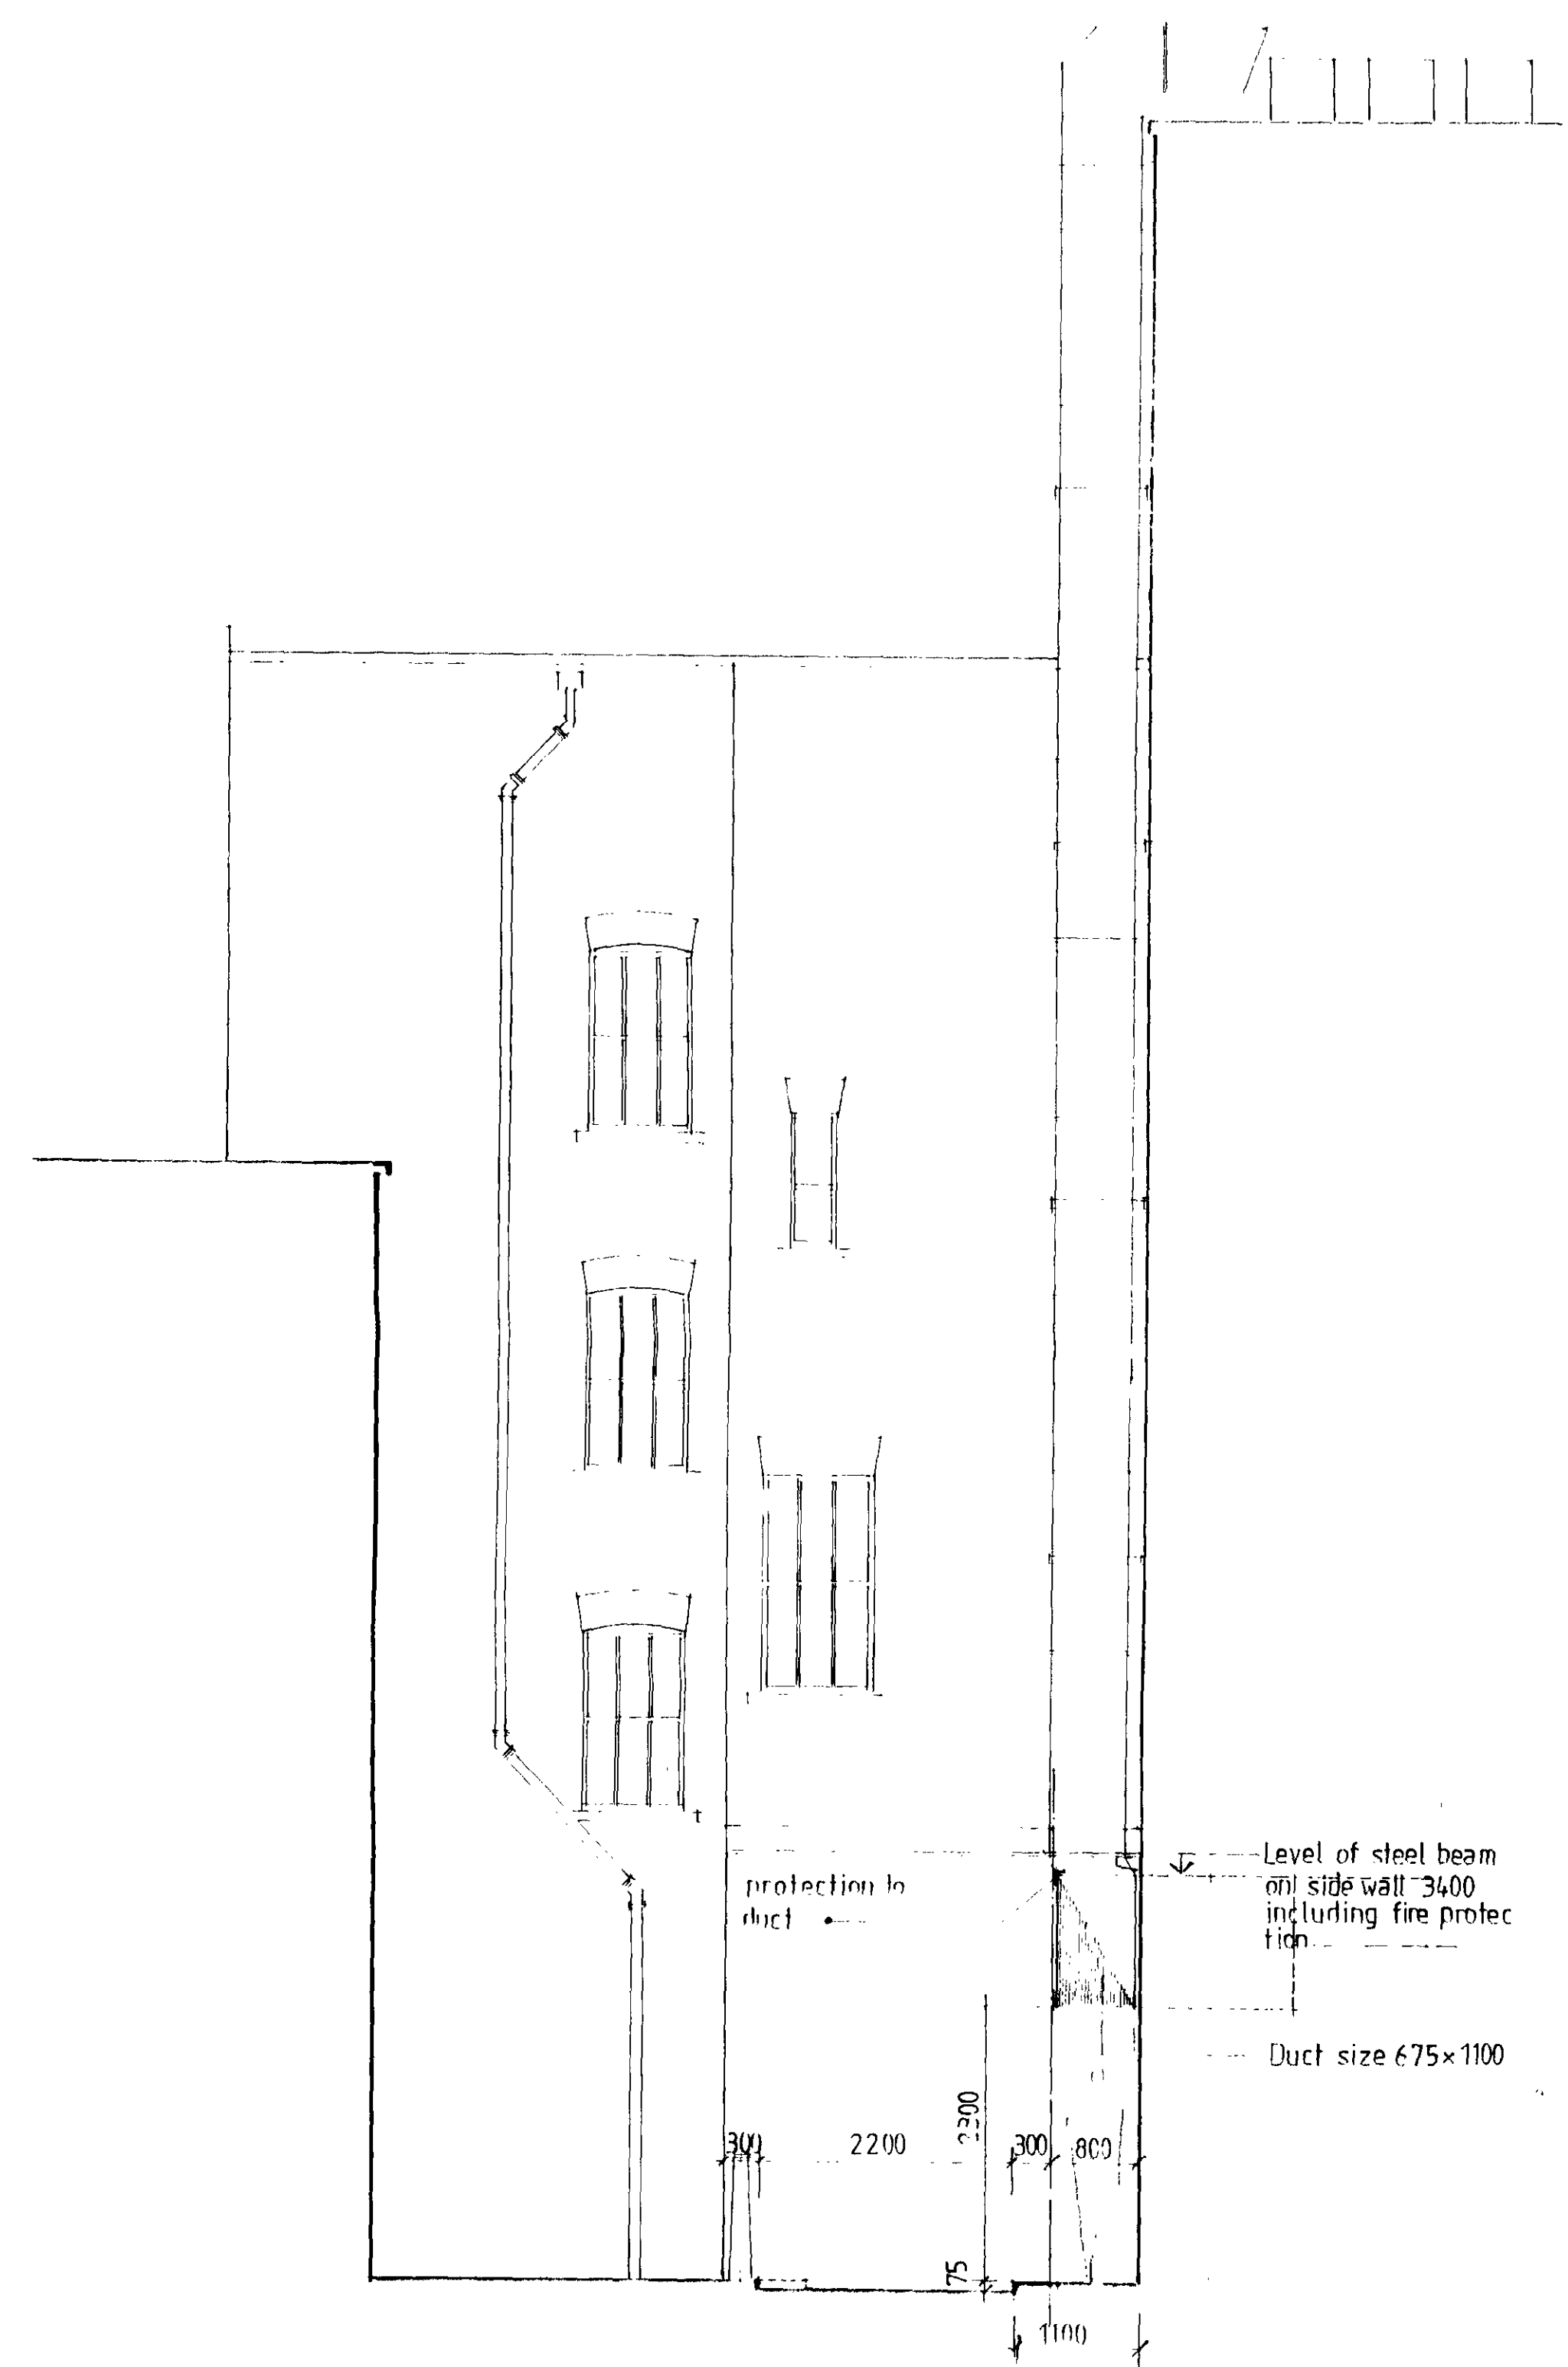 protection to
duct
Level of steel beam
on side wall 3400
including fire protec
tion
Duct size 675×1100
2300
300
2200
300
800
75
1100